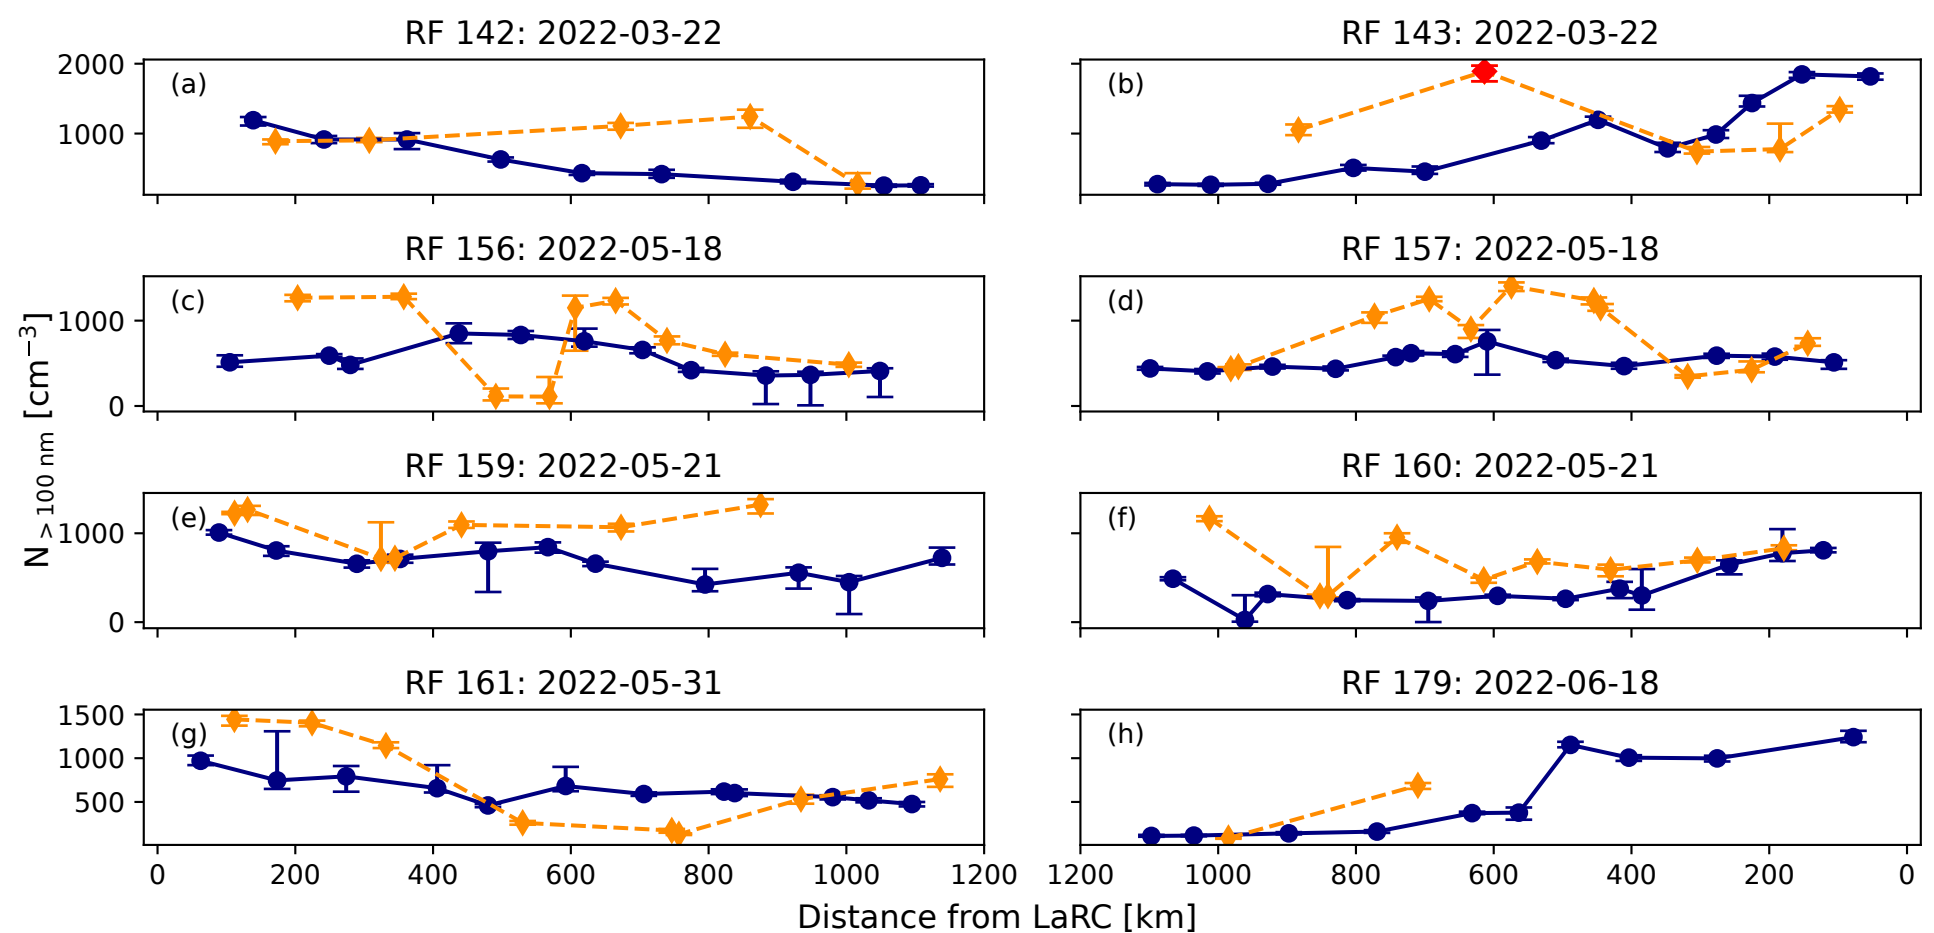 RF 142: 2022-03-22
RF 143: 2022-03-22
(a)
(b)
2000
1000
RF 156: 2022-05-18
RF 157: 2022-05-18
(c)
(d)
1000
0
RF 159: 2022-05-21
RF 160: 2022-05-21
(e)
(f)
1000
0
RF 161: 2022-05-31
RF 179: 2022-06-18
(g)
(h)
1500
1000
500
0 200 400 600 800 1000 1200
1200 1000 800 600 400 200 0
N> 100 nm [cm−3]
Distance from LaRC [km]